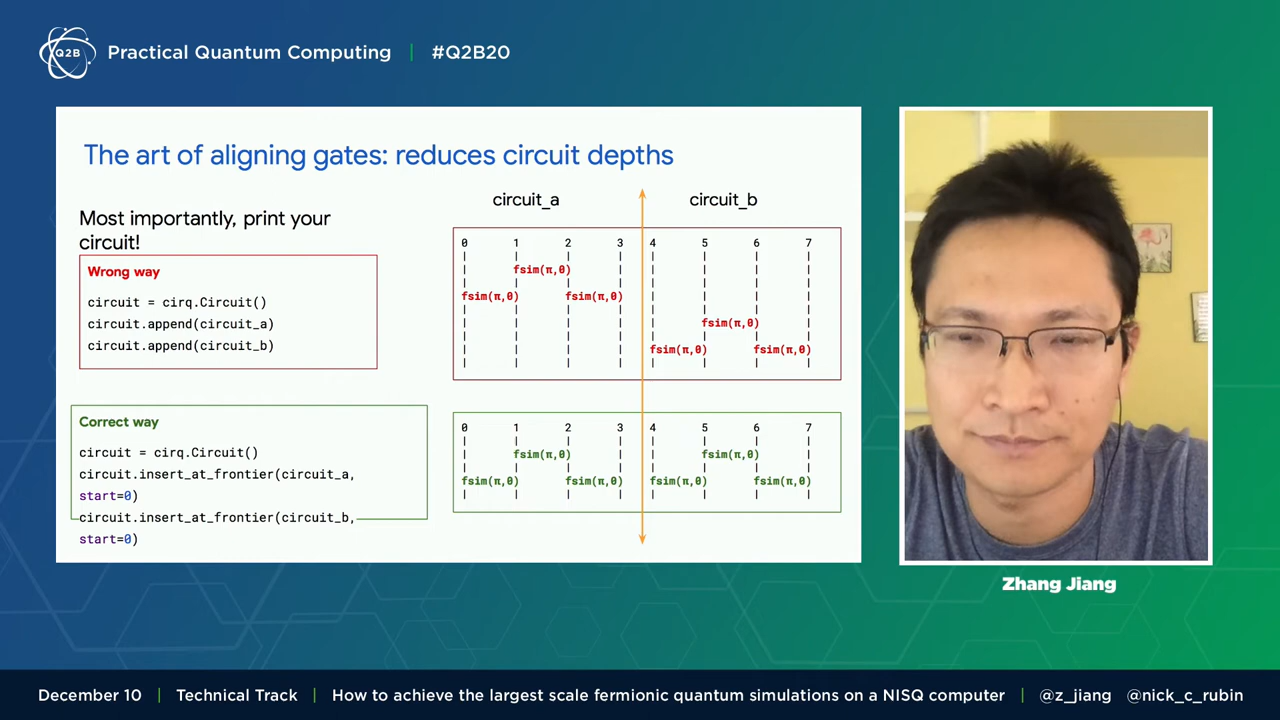 Q2B
Practical Quantum Computing | #Q2B20
The art of aligning gates: reduces circuit depths
Most importantly, print your
circuit!
Wrong way
circuit = cirq.Circuit()
circuit.append(circuit_a)
circuit.append(circuit_b)
Correct way
circuit = cirq.Circuit()
circuit.insert_at_frontier(circuit_a,
start=0)
circuit.insert_at_frontier(circuit_b,
start=0)
circuit_a circuit_b
0 1 2 3 4 5 6 7
fsim(π,θ)
fsim(π,θ) fsim(π,θ)
fsim(π,θ)
fsim(π,θ) fsim(π,θ)
0 1 2 3 4 5 6 7
fsim(π,θ) fsim(π,θ)
fsim(π,θ) fsim(π,θ) fsim(π,θ) fsim(π,θ)
Zhang Jiang
December 10 | Technical Track | How to achieve the largest scale fermionic quantum simulations on a NISQ computer | @z_jiang @nick_c_rubin